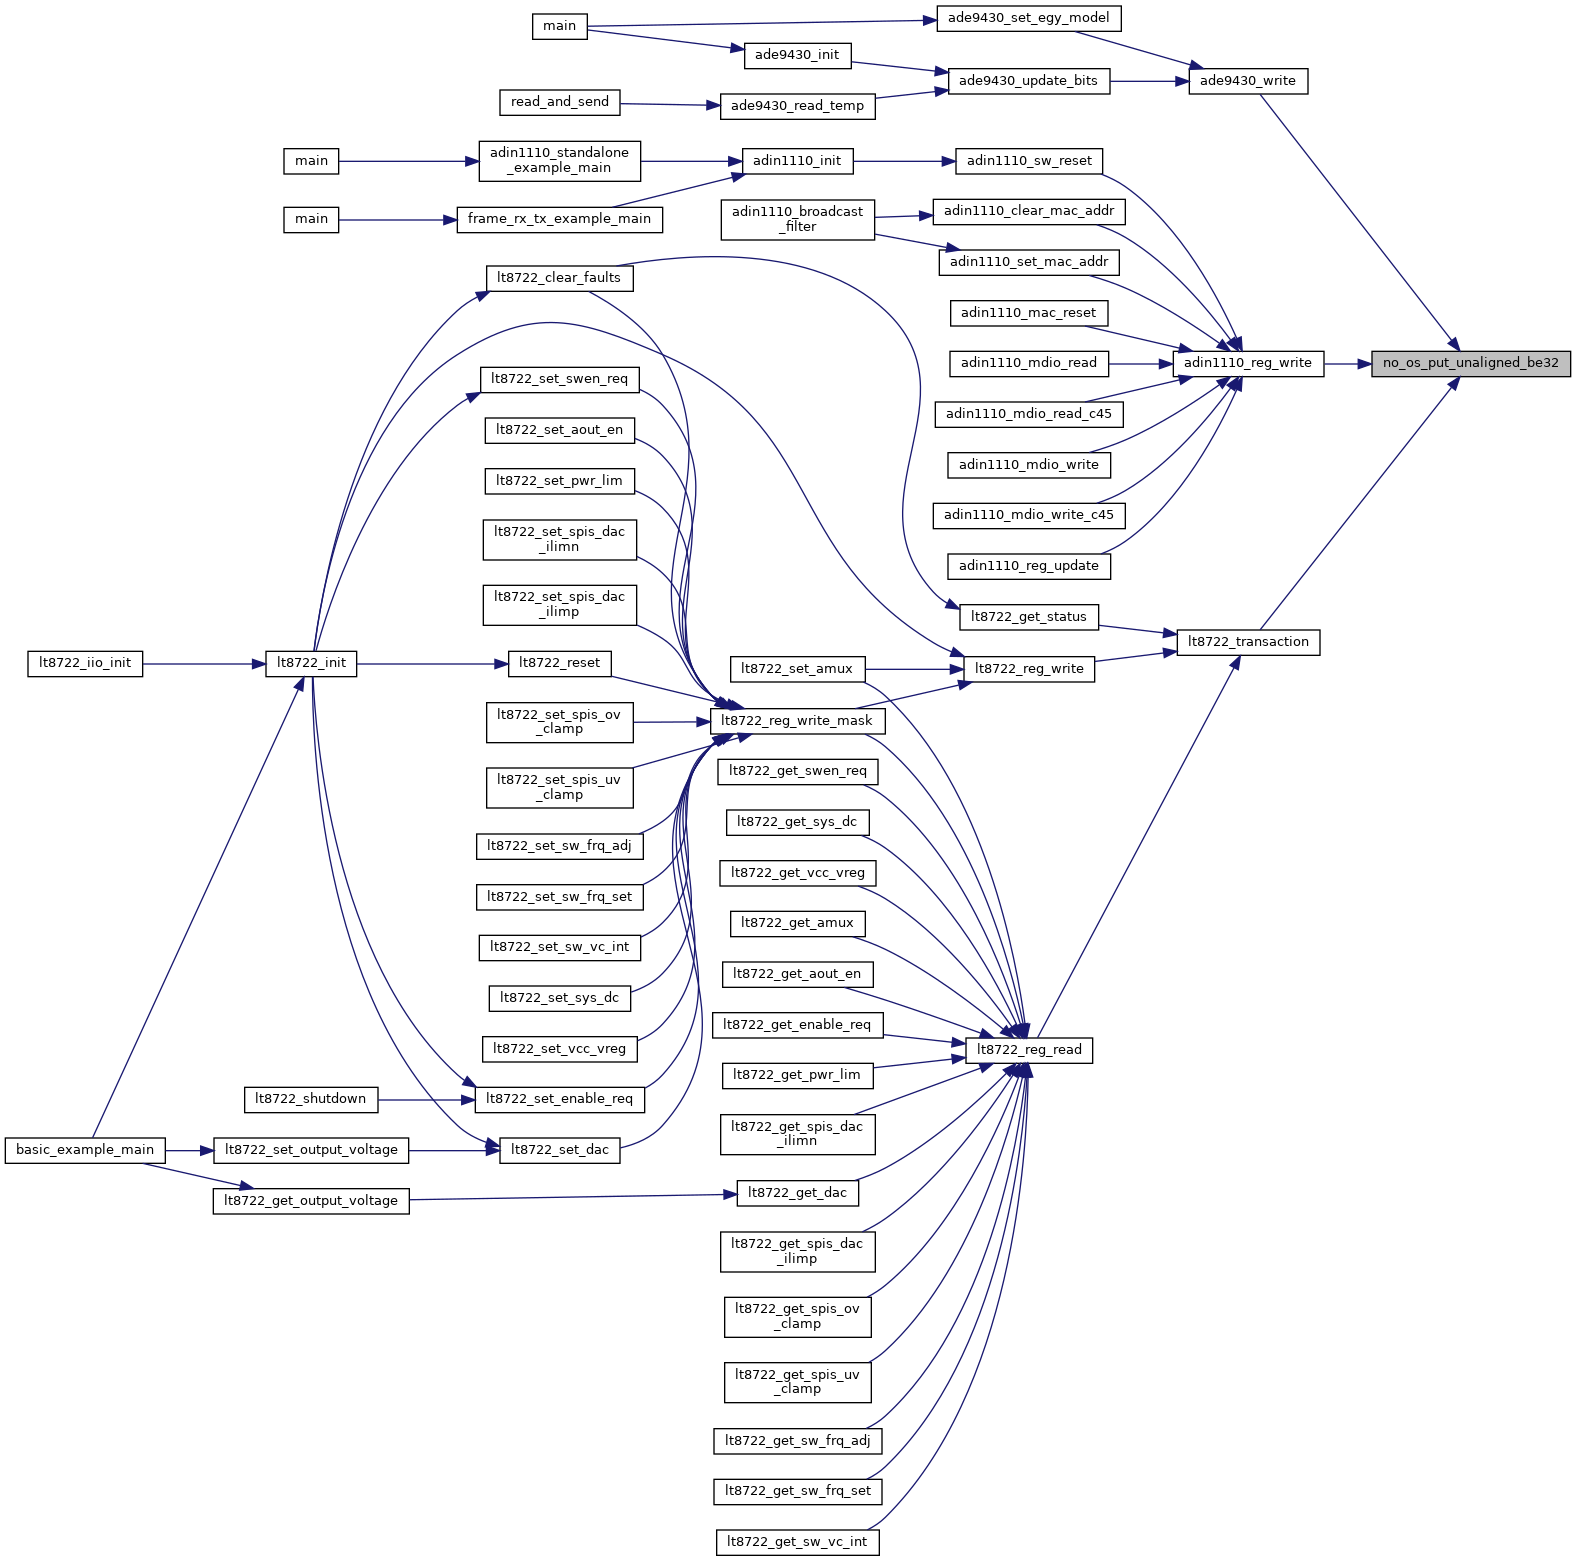 main
ade9430_set_egy_model
ade9430_init
ade9430_update_bits
ade9430_write
read_and_send
ade9430_read_temp
main
adin1110_standalone
_example_main
adin1110_init
adin1110_sw_reset
main
frame_rx_tx_example_main
adin1110_broadcast
_filter
adin1110_clear_mac_addr
adin1110_set_mac_addr
lt8722_clear_faults
adin1110_mac_reset
adin1110_mdio_read
adin1110_reg_write
no_os_put_unaligned_be32
lt8722_set_swen_req
adin1110_mdio_read_c45
lt8722_set_aout_en
adin1110_mdio_write
lt8722_set_pwr_lim
adin1110_mdio_write_c45
lt8722_set_spis_dac
_ilimn
adin1110_reg_update
lt8722_set_spis_dac
_ilimp
lt8722_get_status
lt8722_transaction
lt8722_iio_init
lt8722_init
lt8722_reset
lt8722_set_amux
lt8722_reg_write
lt8722_set_spis_ov
_clamp
lt8722_reg_write_mask
lt8722_set_spis_uv
_clamp
lt8722_get_swen_req
lt8722_get_sys_dc
lt8722_set_sw_frq_adj
lt8722_get_vcc_vreg
lt8722_set_sw_frq_set
lt8722_get_amux
lt8722_set_sw_vc_int
lt8722_get_aout_en
lt8722_set_sys_dc
lt8722_get_enable_req
lt8722_set_vcc_vreg
lt8722_reg_read
lt8722_get_pwr_lim
lt8722_shutdown
lt8722_set_enable_req
lt8722_get_spis_dac
_ilimn
basic_example_main
lt8722_set_output_voltage
lt8722_set_dac
lt8722_get_output_voltage
lt8722_get_dac
lt8722_get_spis_dac
_ilimp
lt8722_get_spis_ov
_clamp
lt8722_get_spis_uv
_clamp
lt8722_get_sw_frq_adj
lt8722_get_sw_frq_set
lt8722_get_sw_vc_int